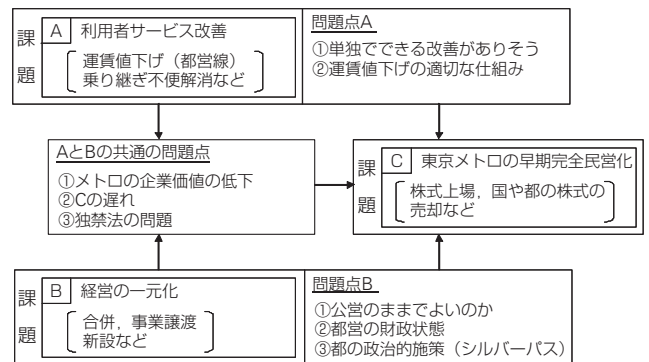 課題
A 利用者サービス改善
運賃値下げ（都営線）
乗り継ぎ不便解消など
問題点A
①単独でできる改善がありそう
②運賃値下げの適切な仕組み
AとBの共通の問題点
①メトロの企業価値の低下
②Cの遅れ
③独禁法の問題
課題
C 東京メトロの早期完全民営化
株式上場，国や都の株式の
売却など
課題
B 経営の一元化
合併，事業譲渡
新設など
問題点B
①公営のままでよいのか
②都営の財政状態
③都の政治的施策（シルバーパス）